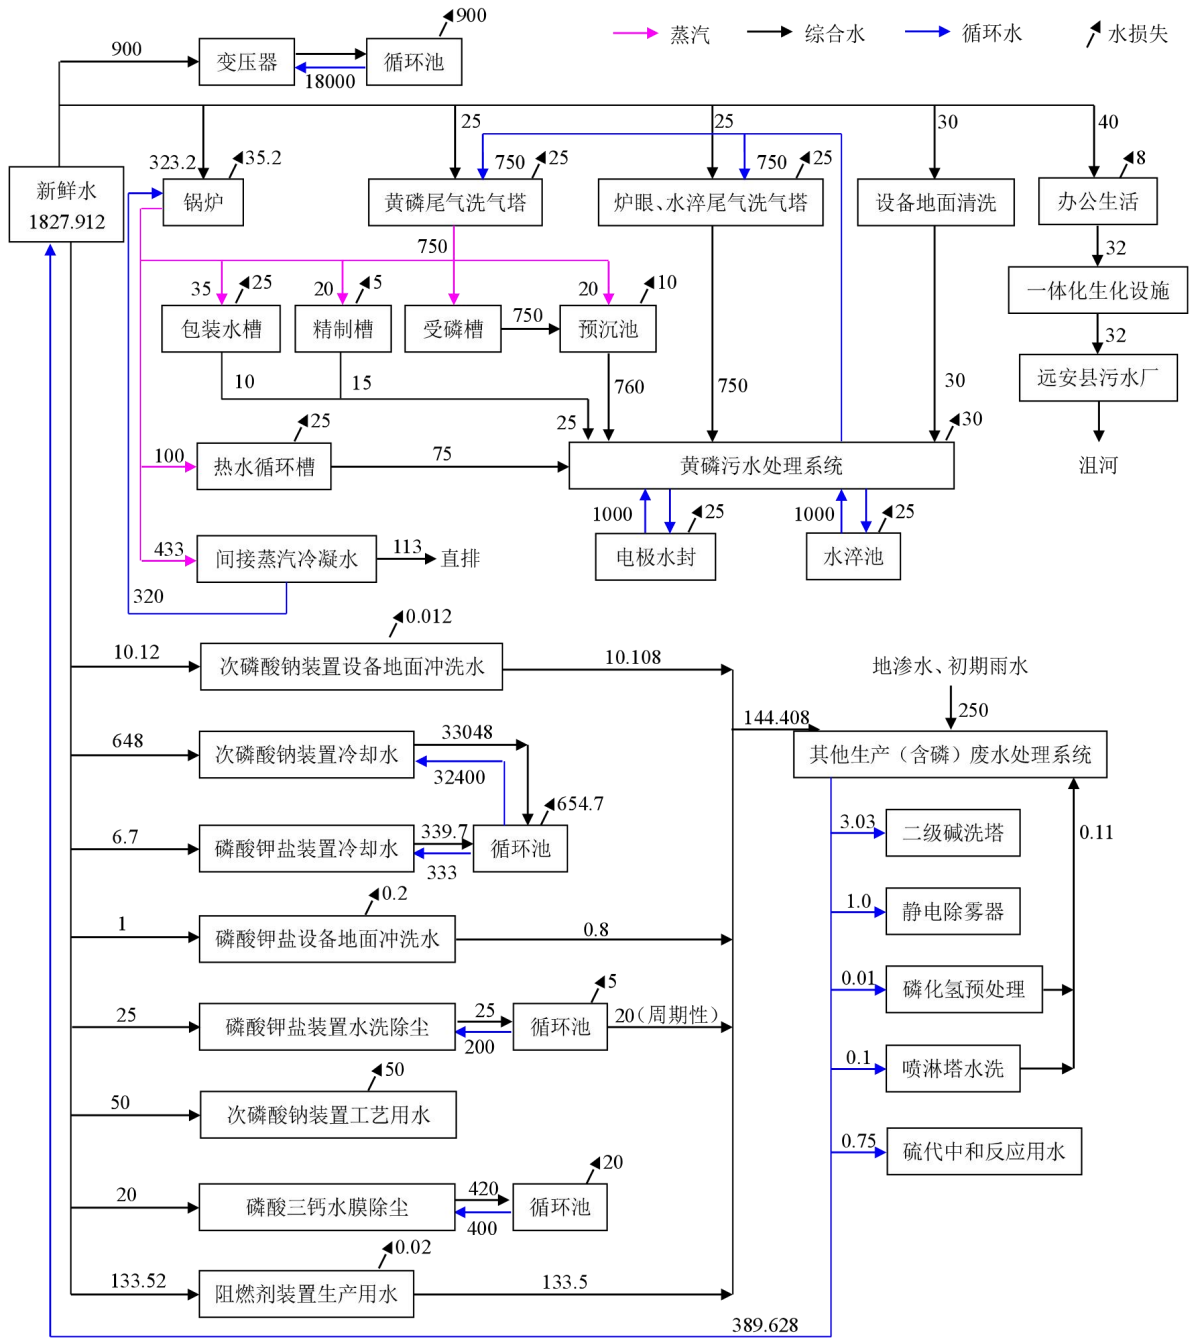 900
蒸汽
综合水
循环水
水损失
900
变压器
循环池
18000
25
25
30
40
323.2
35.2
750
25
750
25
8
新鲜水
1827.912
锅炉
黄磷尾气洗气塔
炉眼、水淬尾气洗气塔
设备地面清洗
办公生活
750
32
35
25
20
5
20
10
一体化生化设施
包装水槽
精制槽
受磷槽
750
预沉池
32
10
15
760
750
30
远安县污水厂
25
25
30
100
热水循环槽
75
黄磷污水处理系统
沮河
1000
25
1000
25
433
间接蒸汽冷凝水
113
直排
电极水封
水淬池
320
0.012
10.12
次磷酸钠装置设备地面冲洗水
10.108
地渗水、初期雨水
250
144.408
648
次磷酸钠装置冷却水
33048
32400
其他生产（含磷）废水处理系统
654.7
6.7
磷酸钾盐装置冷却水
339.7
333
循环池
3.03
二级碱洗塔
0.11
0.2
1
磷酸钾盐设备地面冲洗水
0.8
1.0
静电除雾器
5
0.01
磷化氢预处理
25
磷酸钾盐装置水洗除尘
25
200
循环池
20（周期性）
0.1
喷淋塔水洗
50
50
次磷酸钠装置工艺用水
0.75
硫代中和反应用水
20
20
磷酸三钙水膜除尘
420
400
循环池
0.02
133.52
阻燃剂装置生产用水
133.5
389.628